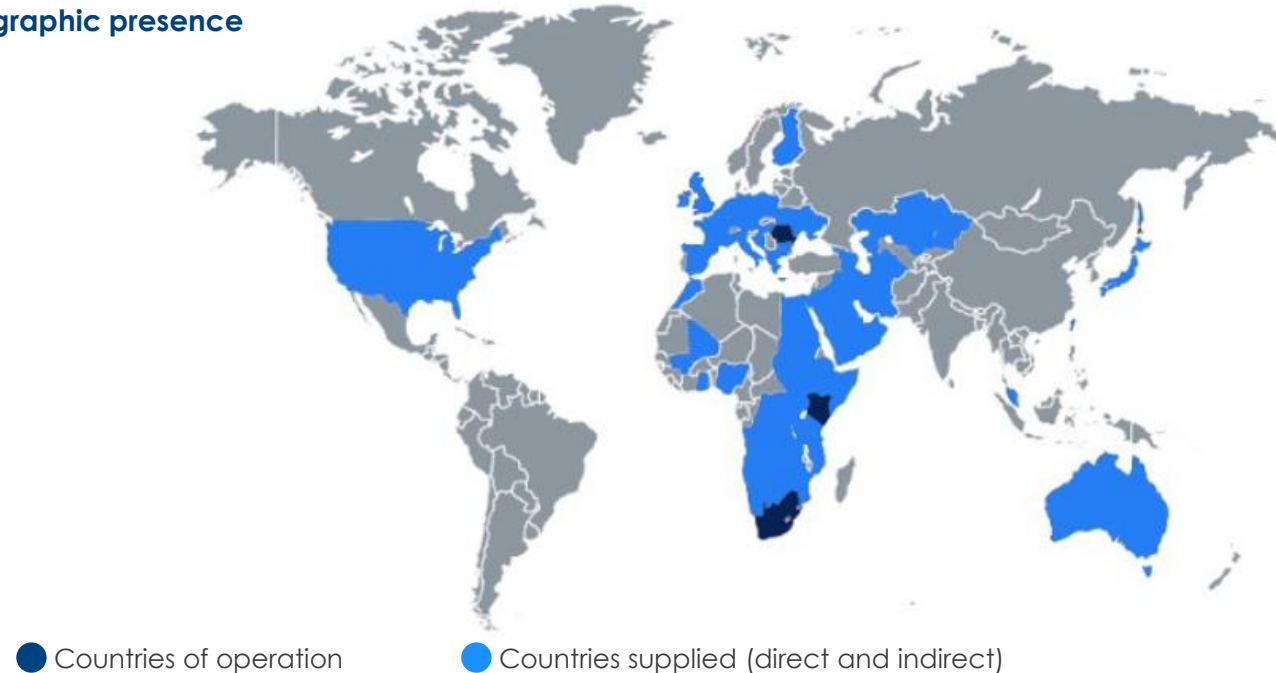 graphic presence
Countries of operation
Countries supplied (direct and indirect)